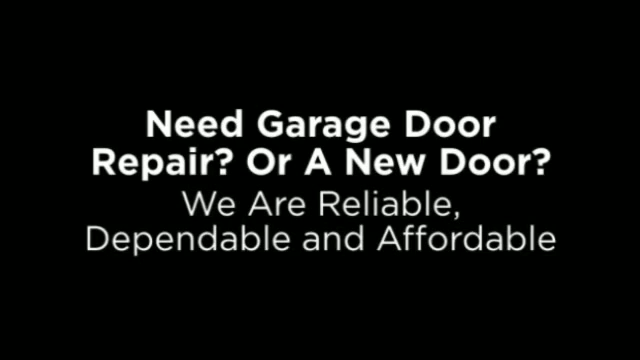 Need Garage Door
Repair? Or A New Door?
We Are Reliable,
Dependable and Affordable